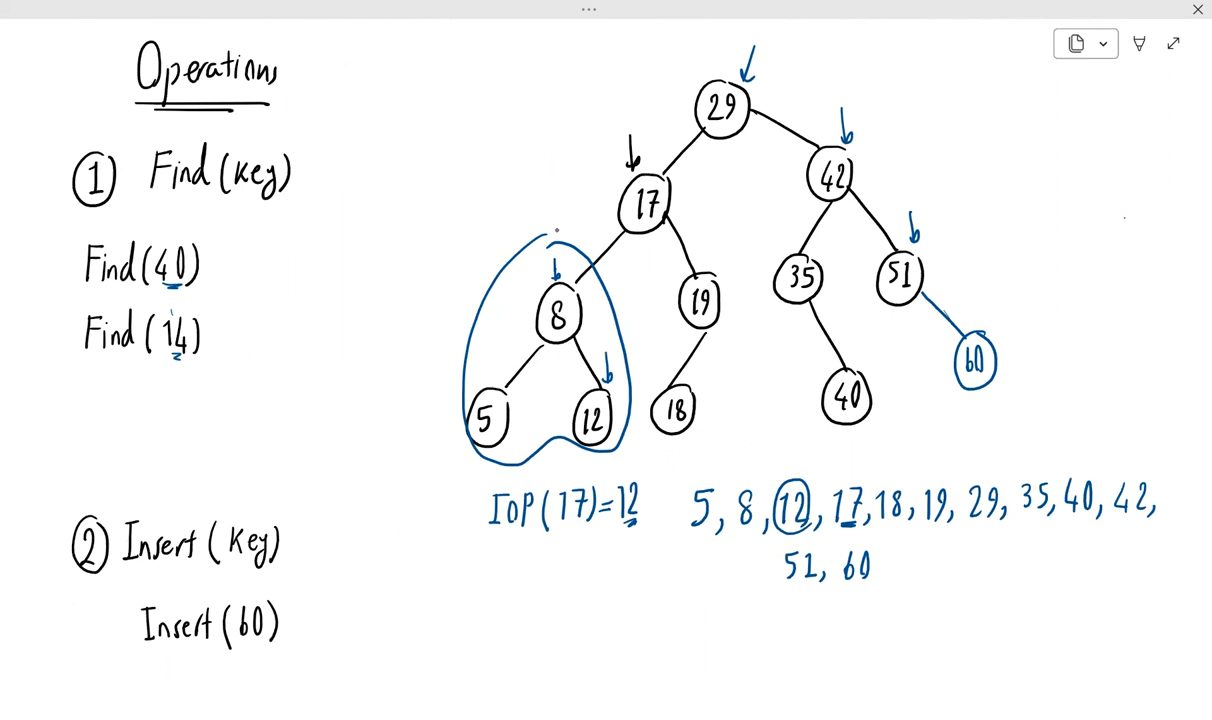 Operations
① Find(Key)
Find(40)
Find(14)
29
17
42
8
19
35
51
60
5
12
18
40
IOP(17)=12
5, 8, 12, 17, 18, 19, 29, 35, 40, 42,
51, 60
② Insert(Key)
Insert(60)